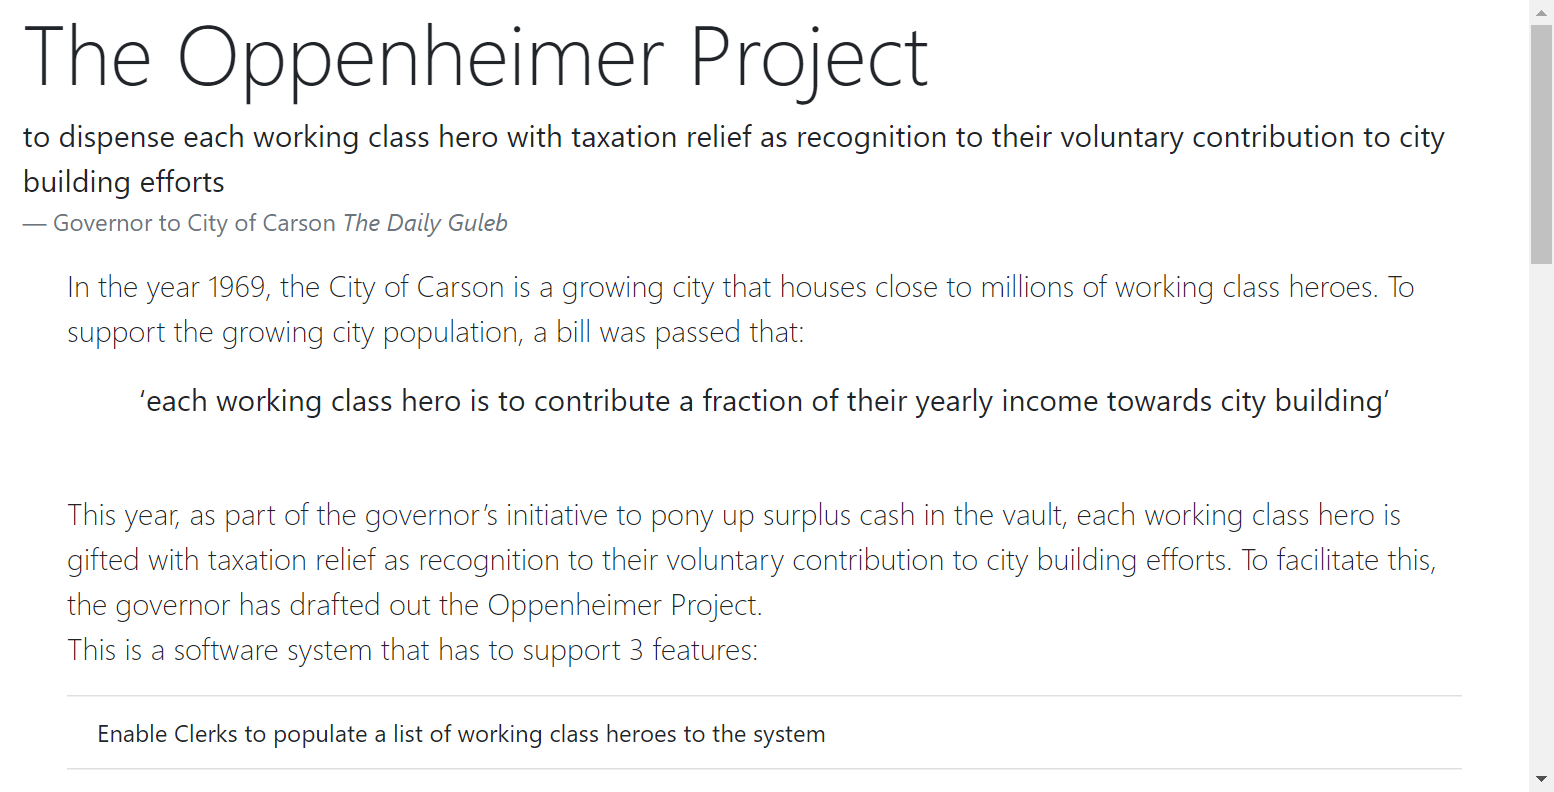 The Oppenheimer Project
to dispense each working class hero with taxation relief as recognition to their voluntary contribution to city
building efforts
— Governor to City of Carson The Daily Guleb
In the year 1969, the City of Carson is a growing city that houses close to millions of working class heroes. To
support the growing city population, a bill was passed that:
‘each working class hero is to contribute a fraction of their yearly income towards city building’
This year, as part of the governor’s initiative to pony up surplus cash in the vault, each working class hero is
gifted with taxation relief as recognition to their voluntary contribution to city building efforts. To facilitate this,
the governor has drafted out the Oppenheimer Project.
This is a software system that has to support 3 features:
Enable Clerks to populate a list of working class heroes to the system